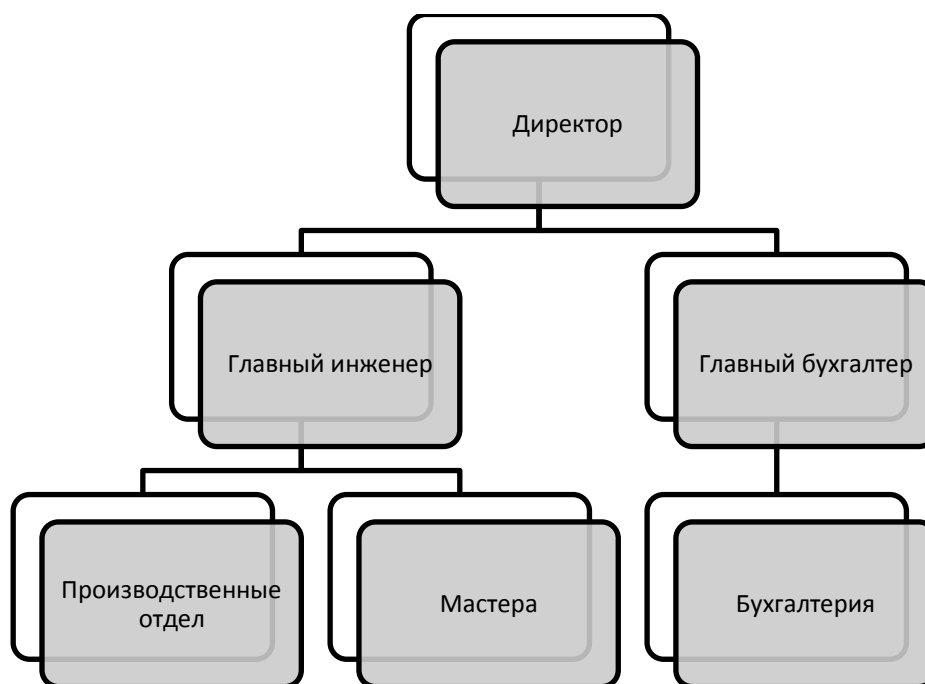 Директор
Главный инженер
Главный бухгалтер
Производственные
отдел
Мастера
Бухгалтерия